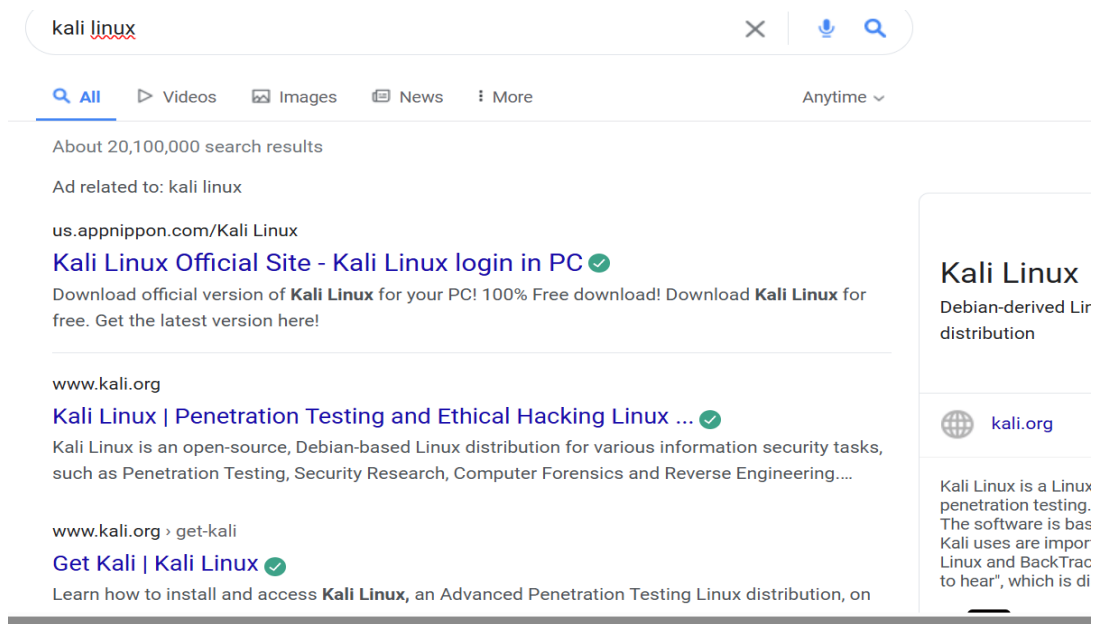 kali linux
All Videos Images News More Anytime
About 20,100,000 search results
Ad related to: kali linux
us.appnippon.com/Kali Linux
Kali Linux Official Site - Kali Linux login in PC
Download official version of Kali Linux for your PC! 100% Free download! Download Kali Linux for
free. Get the latest version here!
www.kali.org
Kali Linux | Penetration Testing and Ethical Hacking Linux ...
Kali Linux is an open-source, Debian-based Linux distribution for various information security tasks,
such as Penetration Testing, Security Research, Computer Forensics and Reverse Engineering....
www.kali.org › get-kali
Get Kali | Kali Linux
Learn how to install and access Kali Linux, an Advanced Penetration Testing Linux distribution, on
Kali Linux
Debian-derived
distribution
kali.org
Kali Linux is a Linux
penetration testing.
The software is
Kali uses are
Linux and
to hear", which is